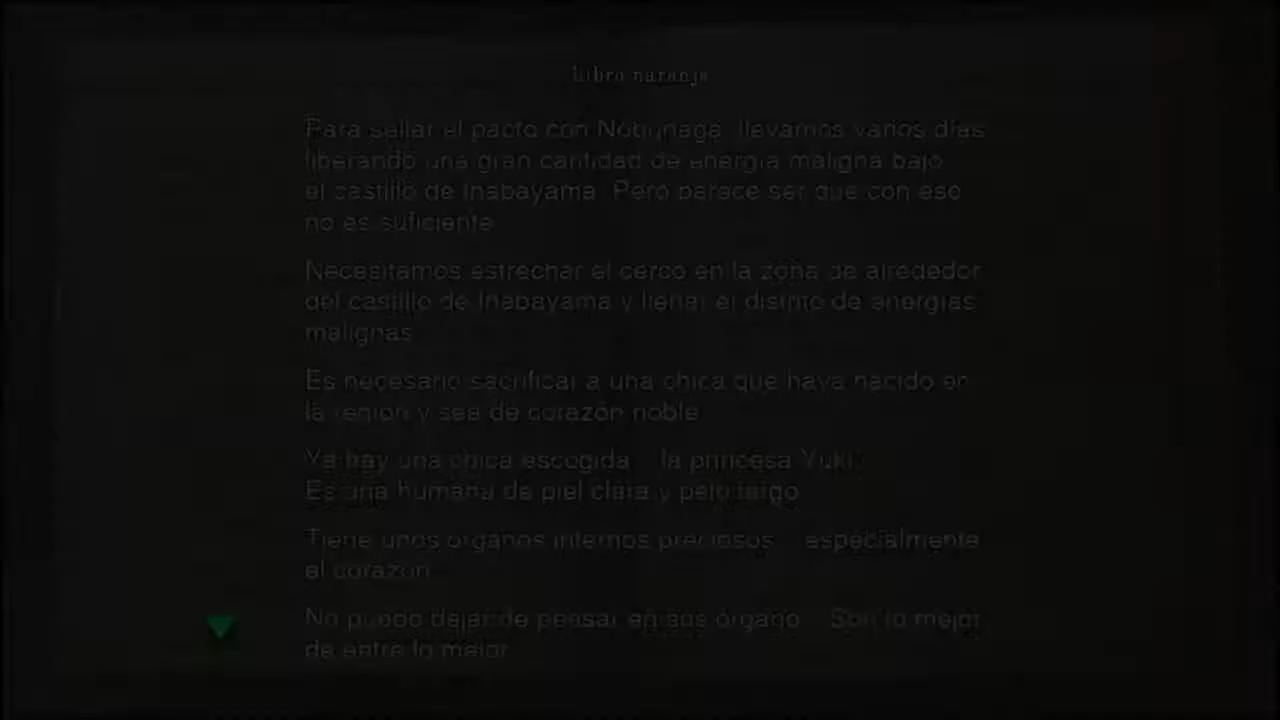 Libro naranja
Para sellar el pacto con Nobunaga, llevamos varios días
liberando una gran cantidad de energía maligna bajo
el castillo de Inabayama. Pero parece ser que con eso
no es suficiente.
Necesitamos estrechar el cerco en la zona de alrededor
del castillo de Inabayama y llenar el distrito de energías
malignas.
Es necesario sacrificar a una chica que haya nacido en
la región y sea de corazón noble.
Ya hay una chica escogida... la princesa Yuki.
Es una humana de piel clara y pelo largo.
Tiene unos órganos internos preciosos... especialmente
el corazón.
No puedo dejar de pensar en sus órgano... Son lo mejor
de entre lo mejor.